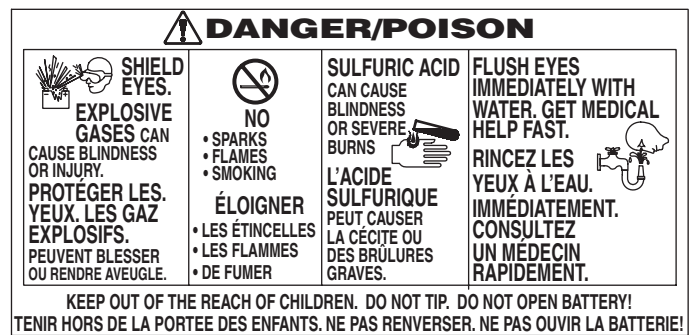 DANGER/POISON
SHIELD
EYES.
EXPLOSIVE
GASES CAN
CAUSE BLINDNESS
OR INJURY.
PROTÉGER LES.
YEUX. LES GAZ
EXPLOSIFS.
PEUVENT BLESSER
OU RENDRE AVEUGLE.
NO
• SPARKS
• FLAMES
• SMOKING
ÉLOIGNER
• LES ÉTINCELLES
• LES FLAMMES
• DE FUMER
SULFURIC ACID
CAN CAUSE
BLINDNESS
OR SEVERE
BURNS
L'ACIDE
SULFURIQUE
PEUT CAUSER
LA CÉCITE OU
DES BRÛLURES
GRAVES.
FLUSH EYES
IMMEDIATELY WITH
WATER. GET MEDICAL
HELP FAST.
RINCEZ LES
YEUX À L'EAU.
IMMÉDIATEMENT.
CONSULTEZ
UN MÉDECIN
RAPIDEMENT.
KEEP OUT OF THE REACH OF CHILDREN. DO NOT TIP. DO NOT OPEN BATTERY!
TENIR HORS DE LA PORTEE DES ENFANTS. NE PAS RENVERSER. NE PAS OUVIR LA BATTERIE!